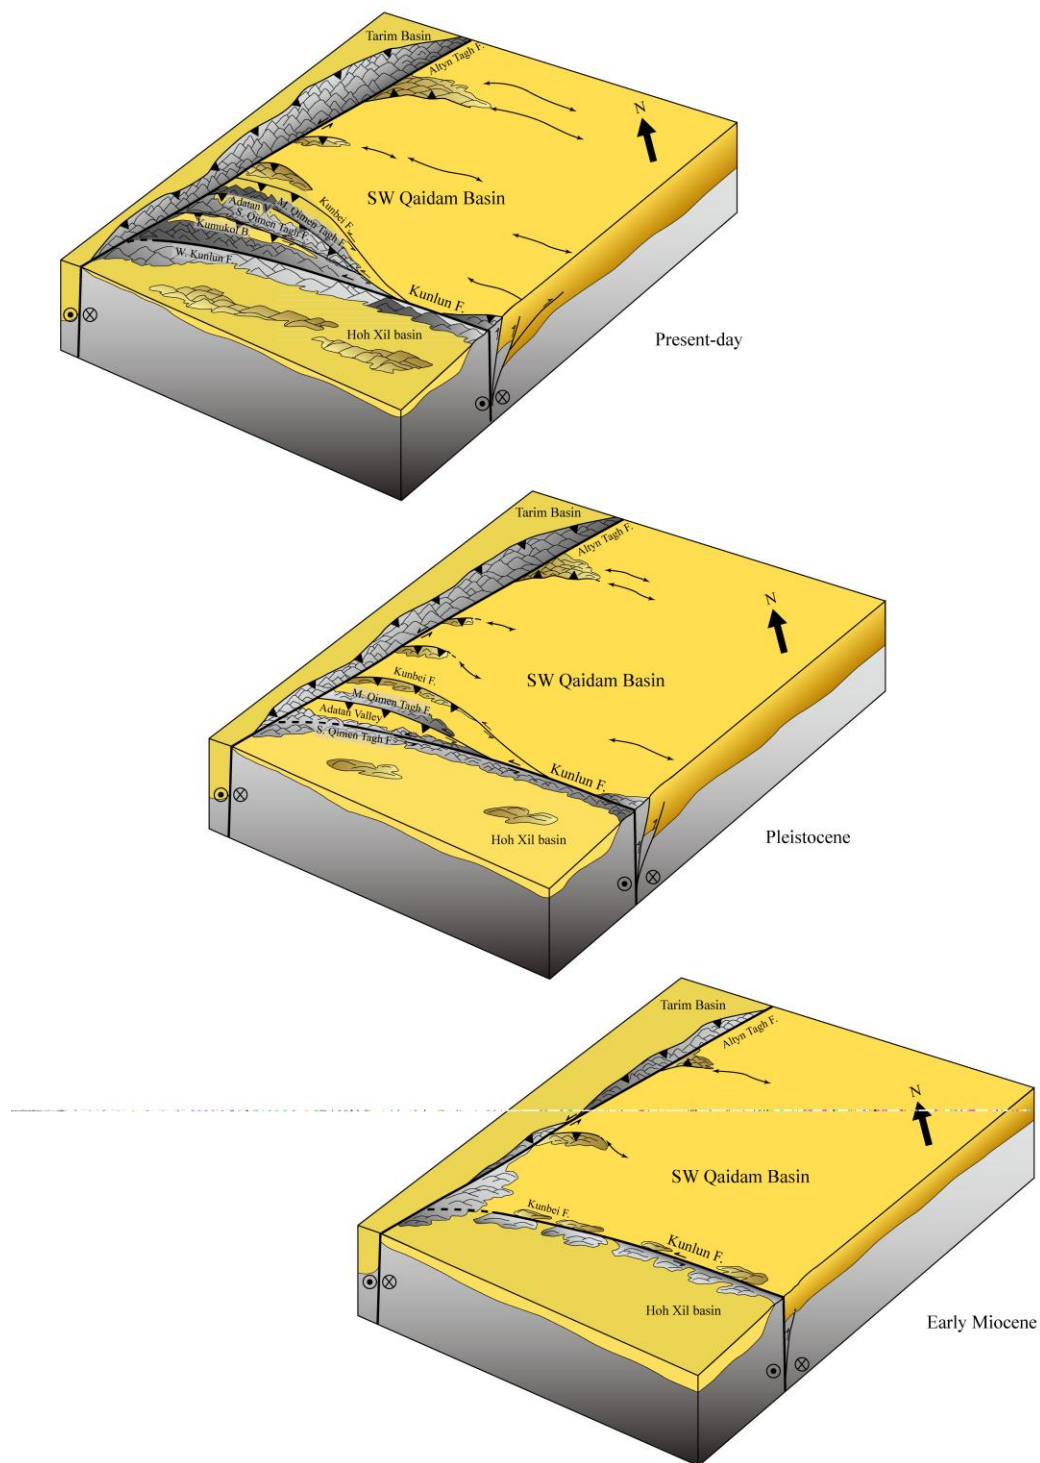 Tarim Basin
Altyn Tagh F.
N
SW Qaidam Basin
Kunbei F.
M. Qimen Tagh F.
Adatan V.
S. Qimen Tagh F.
Kumukol B.
W. Kunlun F.
Kunlun F.
Hoh Xil basin
Present-day
Tarim Basin
Altyn Tagh F.
N
SW Qaidam Basin
Kunbei F.
M. Qimen Tagh F.
Adatan Valley
S. Qimen Tagh F.
Kunlun F.
Hoh Xil basin
Pleistocene
Tarim Basin
Altyn Tagh F.
N
SW Qaidam Basin
Kunbei F.
Kunlun F.
Hoh Xil basin
Early Miocene